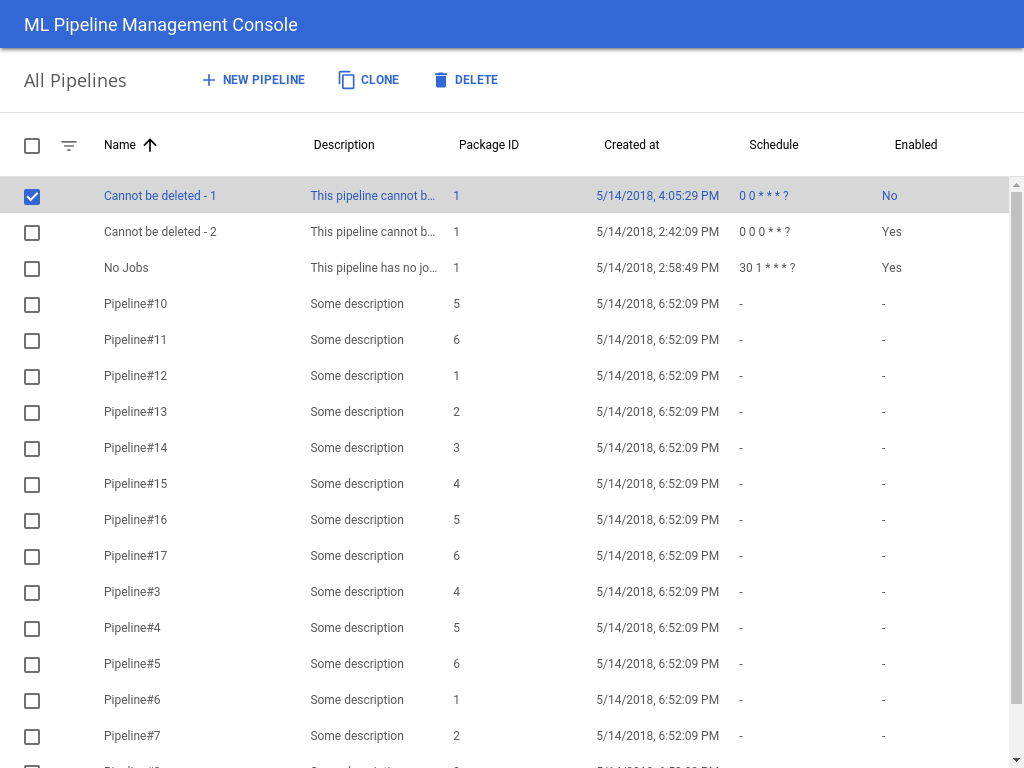 ML Pipeline Management Console
All Pipelines NEW PIPELINE CLONE DELETE
Name Description Package ID Created at Schedule Enabled
Cannot be deleted - 1 This pipeline cannot b... 1 5/14/2018, 4:05:29 PM 0 0 * * * ? No
Cannot be deleted - 2 This pipeline cannot b... 1 5/14/2018, 2:42:09 PM 0 0 0 * * ? Yes
No Jobs This pipeline has no jo... 1 5/14/2018, 2:58:49 PM 30 1 * * * ? Yes
Pipeline#10 Some description 5 5/14/2018, 6:52:09 PM - -
Pipeline#11 Some description 6 5/14/2018, 6:52:09 PM - -
Pipeline#12 Some description 1 5/14/2018, 6:52:09 PM - -
Pipeline#13 Some description 2 5/14/2018, 6:52:09 PM - -
Pipeline#14 Some description 3 5/14/2018, 6:52:09 PM - -
Pipeline#15 Some description 4 5/14/2018, 6:52:09 PM - -
Pipeline#16 Some description 5 5/14/2018, 6:52:09 PM - -
Pipeline#17 Some description 6 5/14/2018, 6:52:09 PM - -
Pipeline#3 Some description 4 5/14/2018, 6:52:09 PM - -
Pipeline#4 Some description 5 5/14/2018, 6:52:09 PM - -
Pipeline#5 Some description 6 5/14/2018, 6:52:09 PM - -
Pipeline#6 Some description 1 5/14/2018, 6:52:09 PM - -
Pipeline#7 Some description 2 5/14/2018, 6:52:09 PM - -